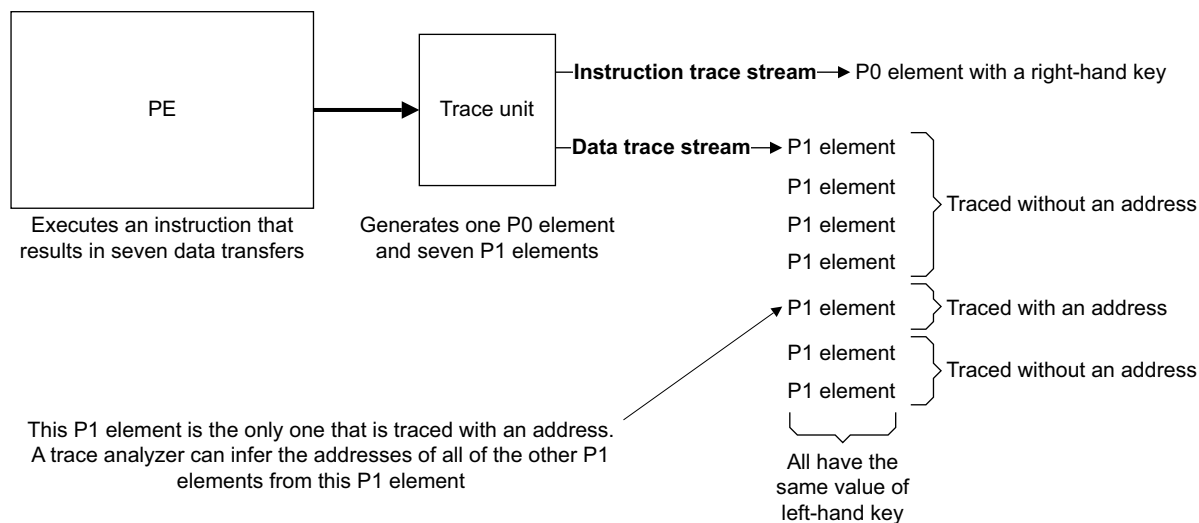 PE
Trace unit
Instruction trace stream
P0 element with a right-hand key
Data trace stream
P1 element
P1 element
P1 element
P1 element
Traced without an address
P1 element
Traced with an address
P1 element
P1 element
Traced without an address
Executes an instruction that
results in seven data transfers
Generates one P0 element
and seven P1 elements
This P1 element is the only one that is traced with an address.
A trace analyzer can infer the addresses of all of the other P1
elements from this P1 element
All have the
same value of
left-hand key